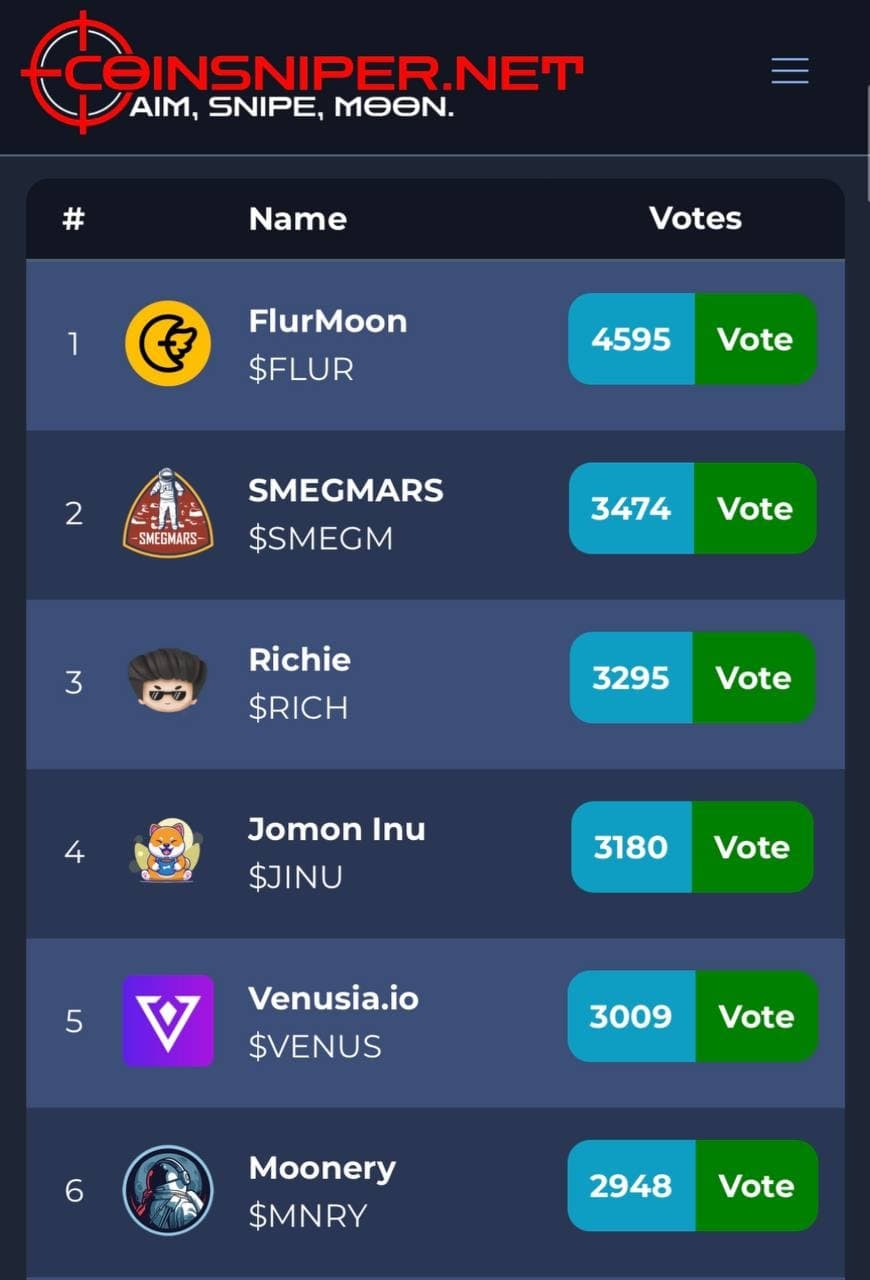 COINSNIPER.NET
AIM, SNIPE, MOON.
# Name Votes
1 FlurMoon 4595 Vote
$FLUR
2 SMEGMARS 3474 Vote
SMEGMARS
$SMEGM
3 Richie 3295 Vote
$RICH
4 Jomon Inu 3180 Vote
$JINU
5 Venusia.io 3009 Vote
$VENUS
6 Moonery 2948 Vote
$MNRY